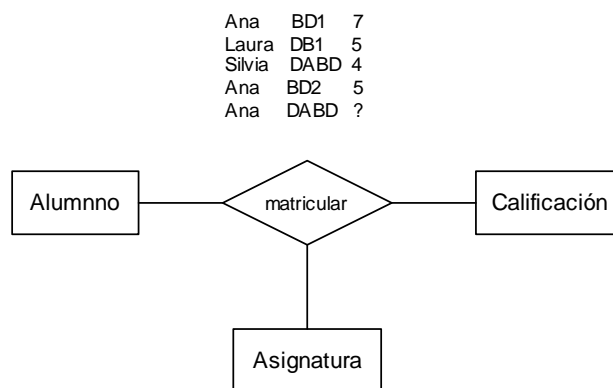 Ana BD1 7
Laura DB1 5
Silvia DABD 4
Ana BD2 5
Ana DABD ?
Alumnno
matricular
Calificación
Asignatura